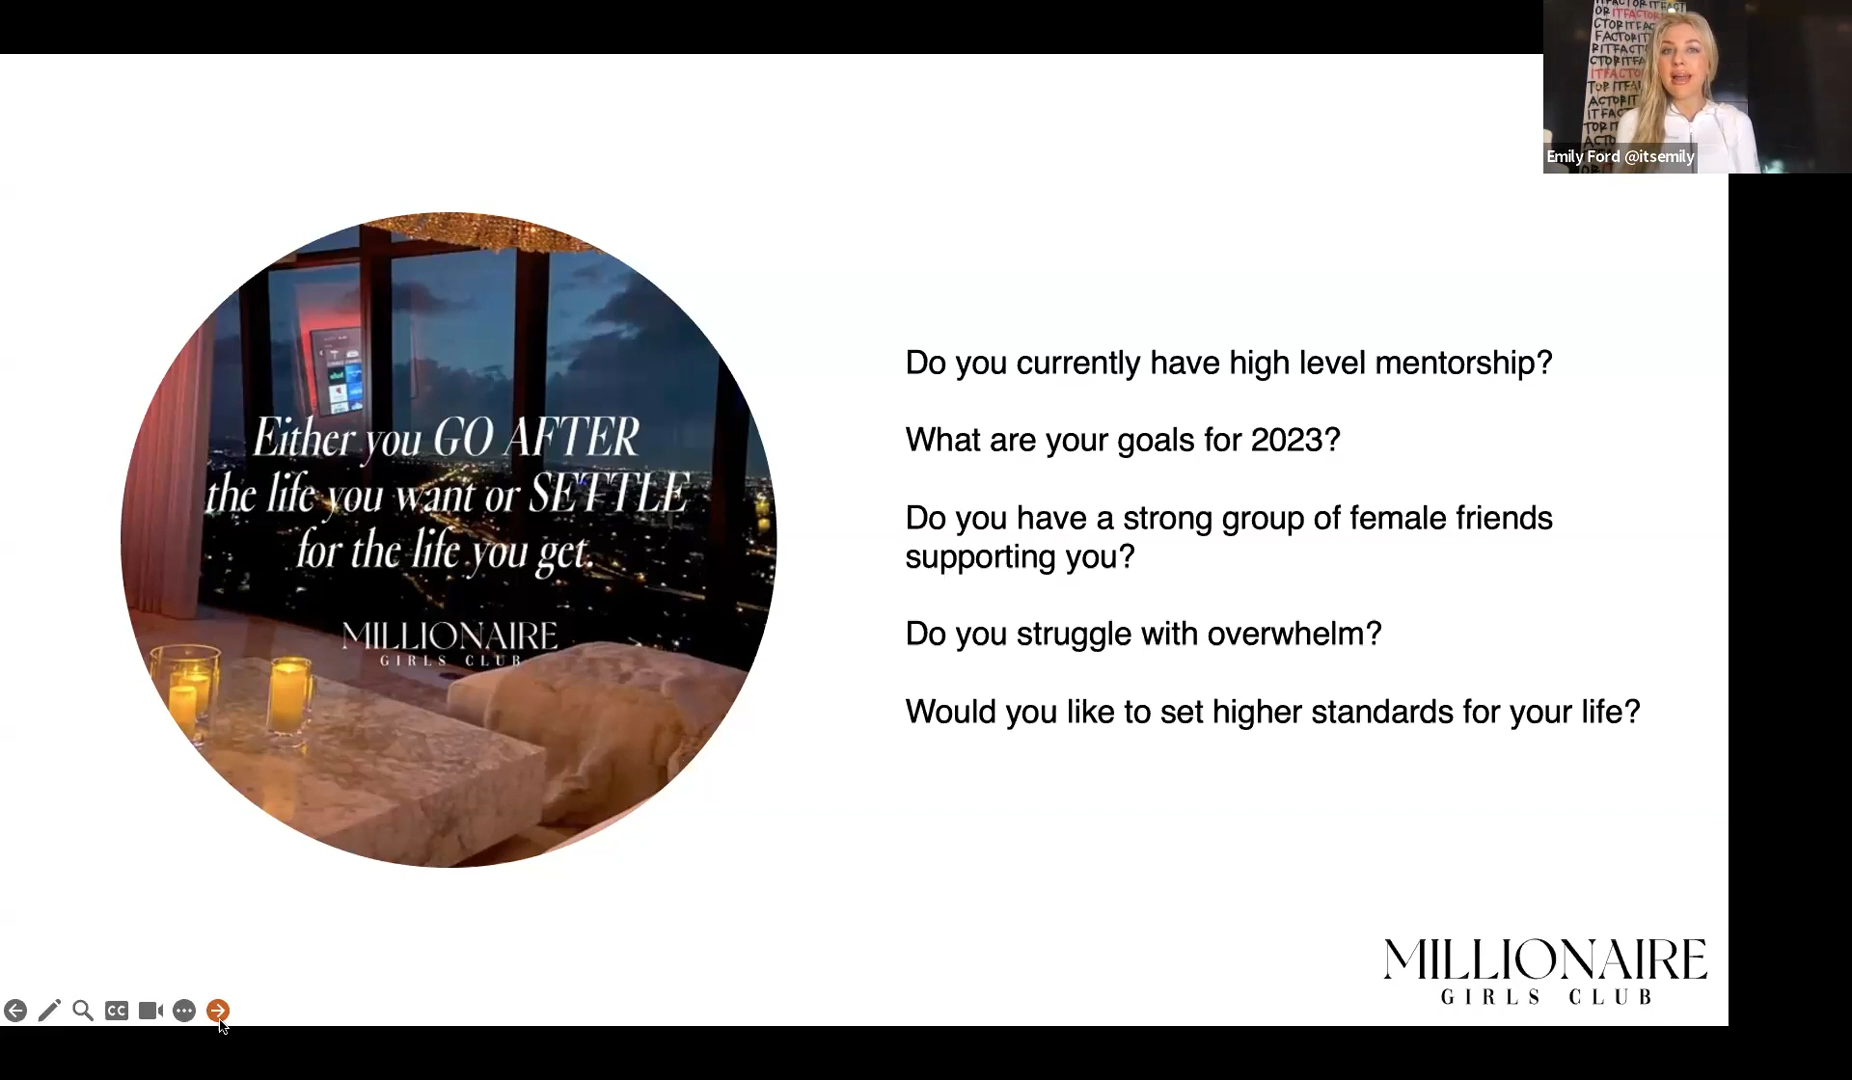 Emily Ford @itsemily
Either you GO AFTER
the life you want or SETTLE
for the life you get.
MILLIONAIRE
GIRLS CLUB
Do you currently have high level mentorship?
What are your goals for 2023?
Do you have a strong group of female friends
supporting you?
Do you struggle with overwhelm?
Would you like to set higher standards for your life?
MILLIONAIRE
GIRLS CLUB
CC